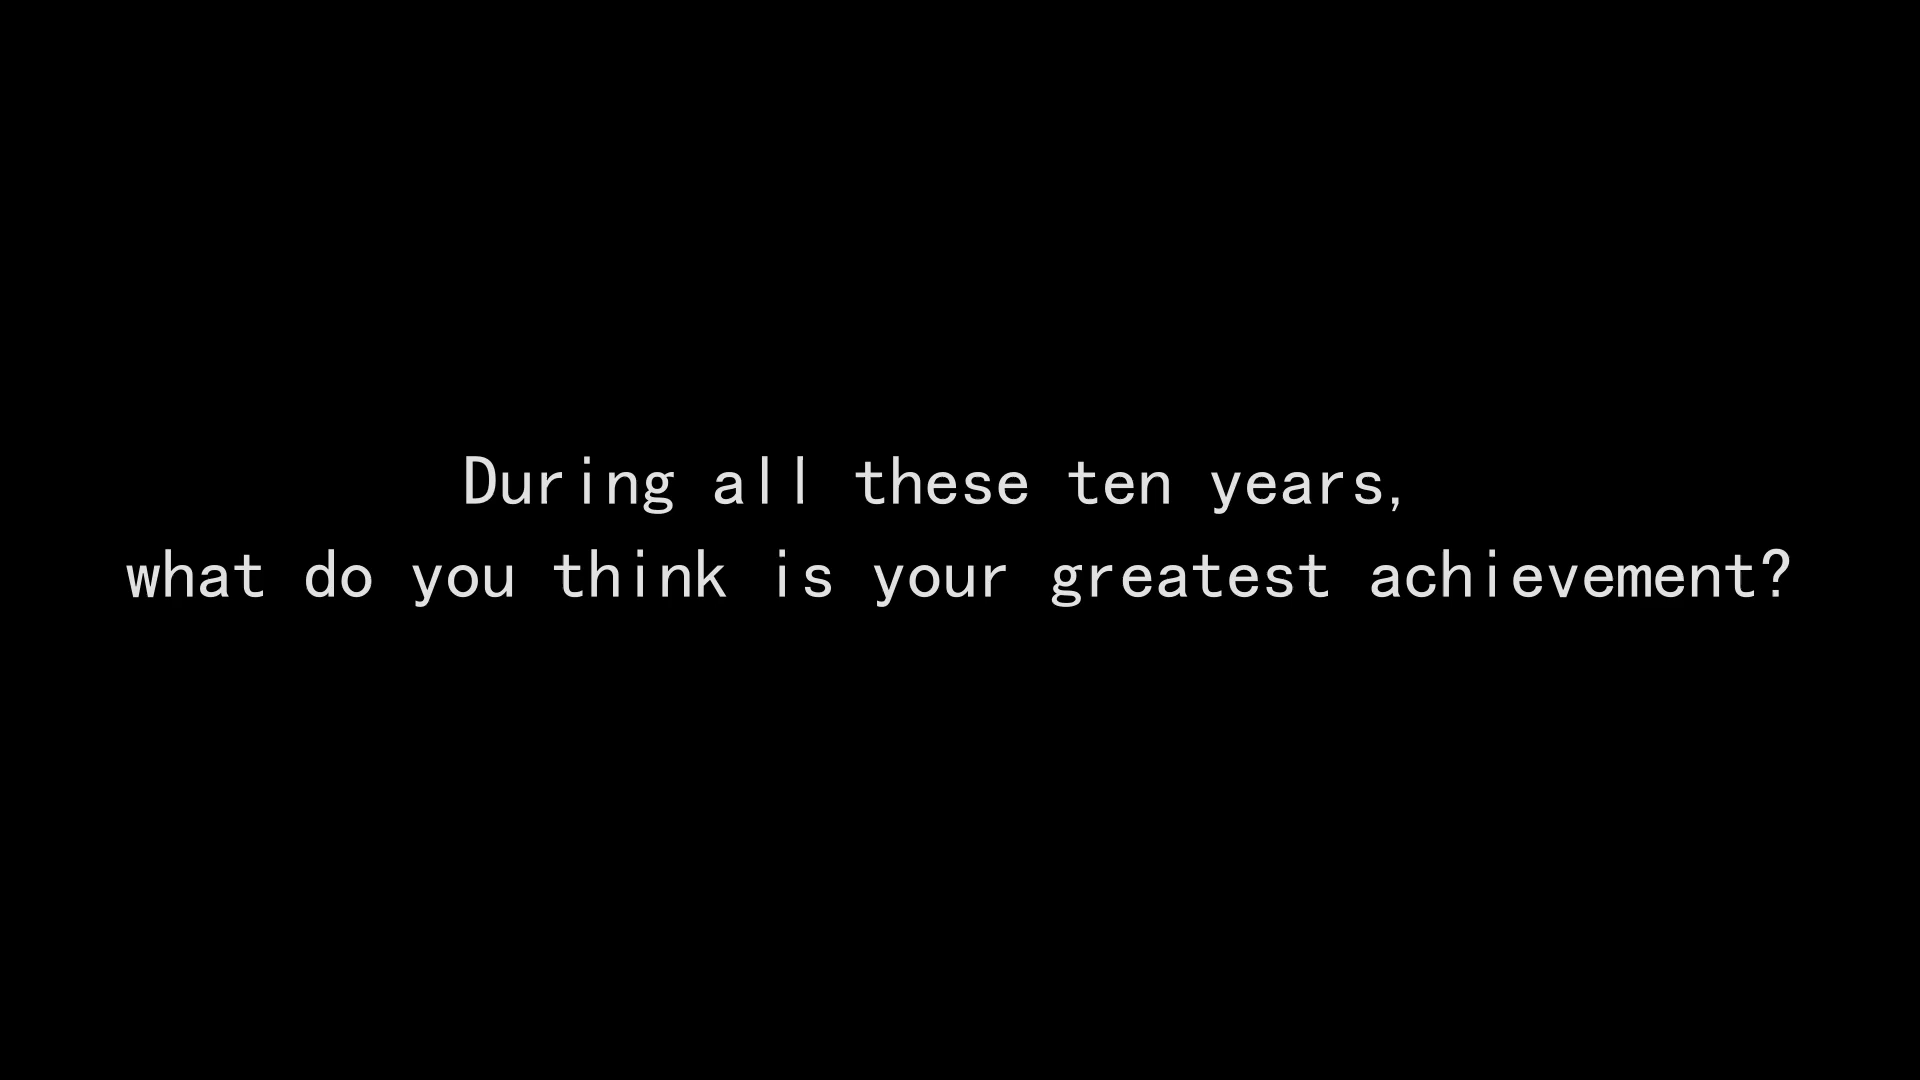 During all these ten years,
what do you think is your greatest achievement?